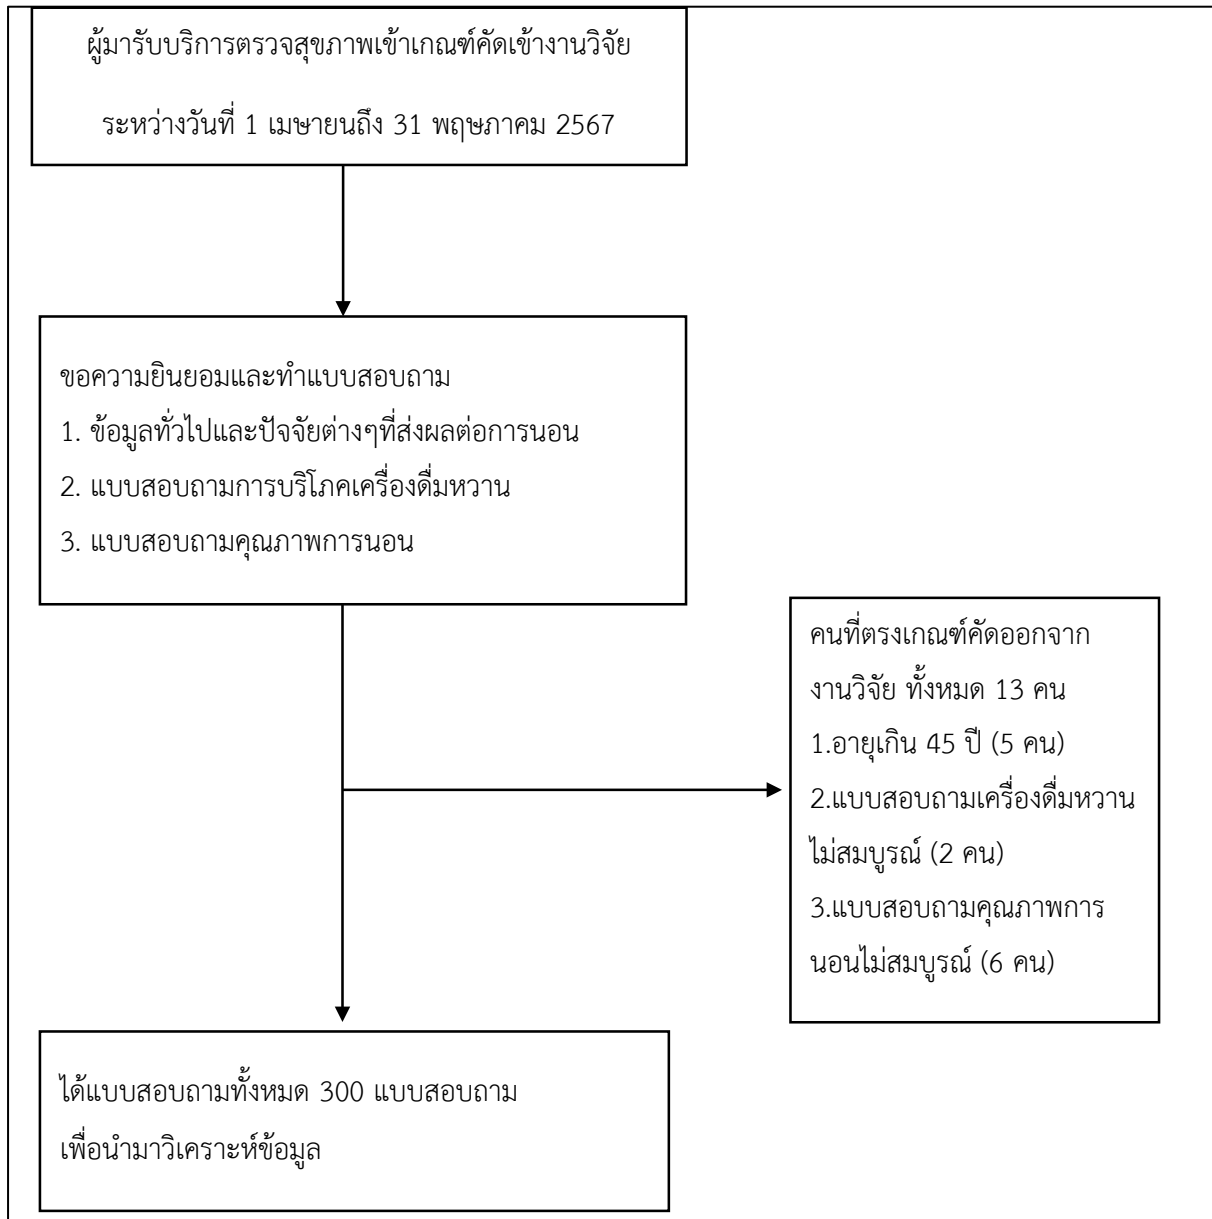 ผู้มารับบริการตรวจสุขภาพเข้าเกณฑ์คัดเข้างานวิจัย
ระหว่างวันที่ 1 เมษายนถึง 31 พฤษภาคม 2567
ขอความยินยอมและทำแบบสอบถาม
1. ข้อมูลทั่วไปและปัจจัยต่างๆที่ส่งผลต่อการนอน
2. แบบสอบถามการบริโภคเครื่องดื่มหวาน
3. แบบสอบถามคุณภาพการนอน
คนที่ตรงเกณฑ์คัดออกจาก
งานวิจัย ทั้งหมด 13 คน
1.อายุเกิน 45 ปี (5 คน)
2.แบบสอบถามเครื่องดื่มหวาน
ไม่สมบูรณ์ (2 คน)
3.แบบสอบถามคุณภาพการ
นอนไม่สมบูรณ์ (6 คน)
ได้แบบสอบถามทั้งหมด 300 แบบสอบถาม
เพื่อนำมาวิเคราะห์ข้อมูล